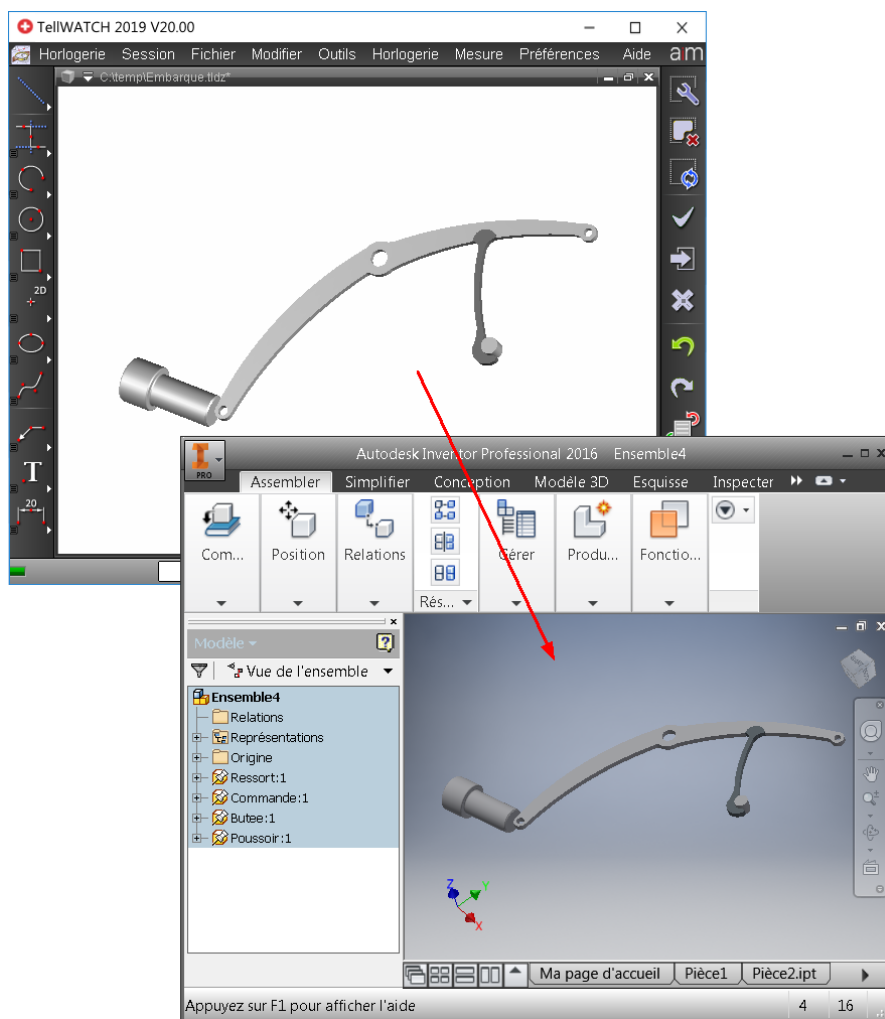 TellWATCH 2019 V20.00
Horlogerie Session Fichier Modifier Outils Horlogerie Mesure Préférences Aide am
C:\temp\Embarque.tldz*
2D
T
20
I PRO
Autodesk Inventor Professional 2016 Ensemble4
Assembler Simplifier Conception Modèle 3D Esquisse Inspecter
Com... Position Relations Gérer Produ... Fonctio...
Rés...
Modèle
Vue de l'ensemble
Ensemble4
Relations
Représentations
Origine
Ressort:1
Commande:1
Butee:1
Poussoir:1
Z Y
X
Ma page d'accueil Pièce1 Pièce2.ipt
Appuyez sur F1 pour afficher l'aide 4 16